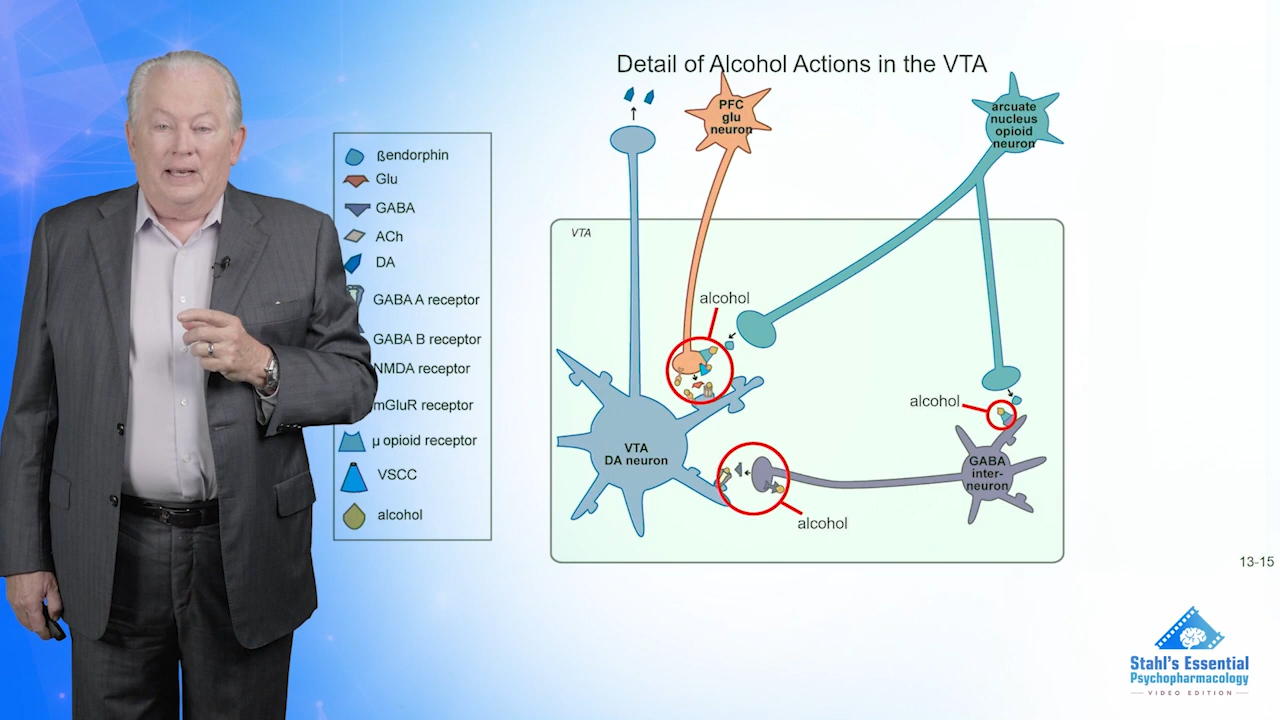 Detail of Alcohol Actions in the VTA
PFC
glu
neuron
arcuate
nucleus
opioid
neuron
ßendorphin
Glu
GABA
ACh
DA
GABA A receptor
GABA B receptor
NMDA receptor
mGluR receptor
µ opioid receptor
VSCC
alcohol
VTA
alcohol
alcohol
VTA
DA neuron
GABA
inter-
neuron
alcohol
13-15
Stahl's Essential
Psychopharmacology
VIDEO EDITION